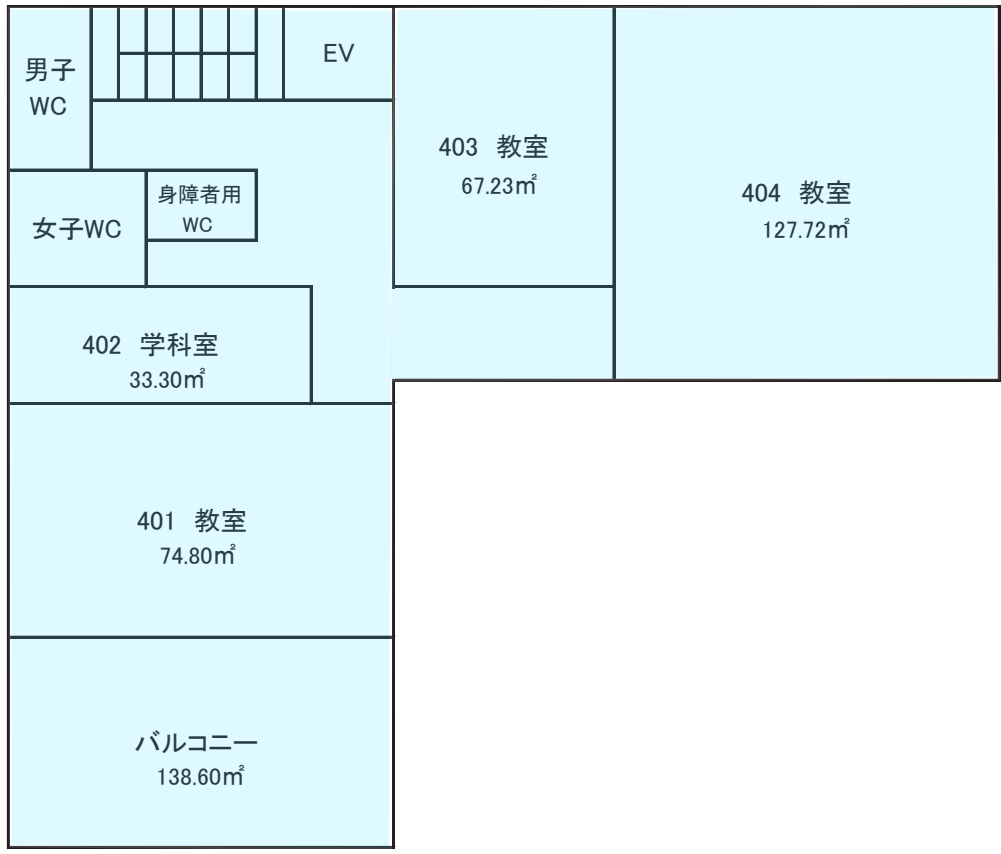 男子
WC
EV
403 教室
67.23㎡
404 教室
127.72㎡
女子WC
身障者用
WC
402 学科室
33.30㎡
401 教室
74.80㎡
バルコニー
138.60㎡